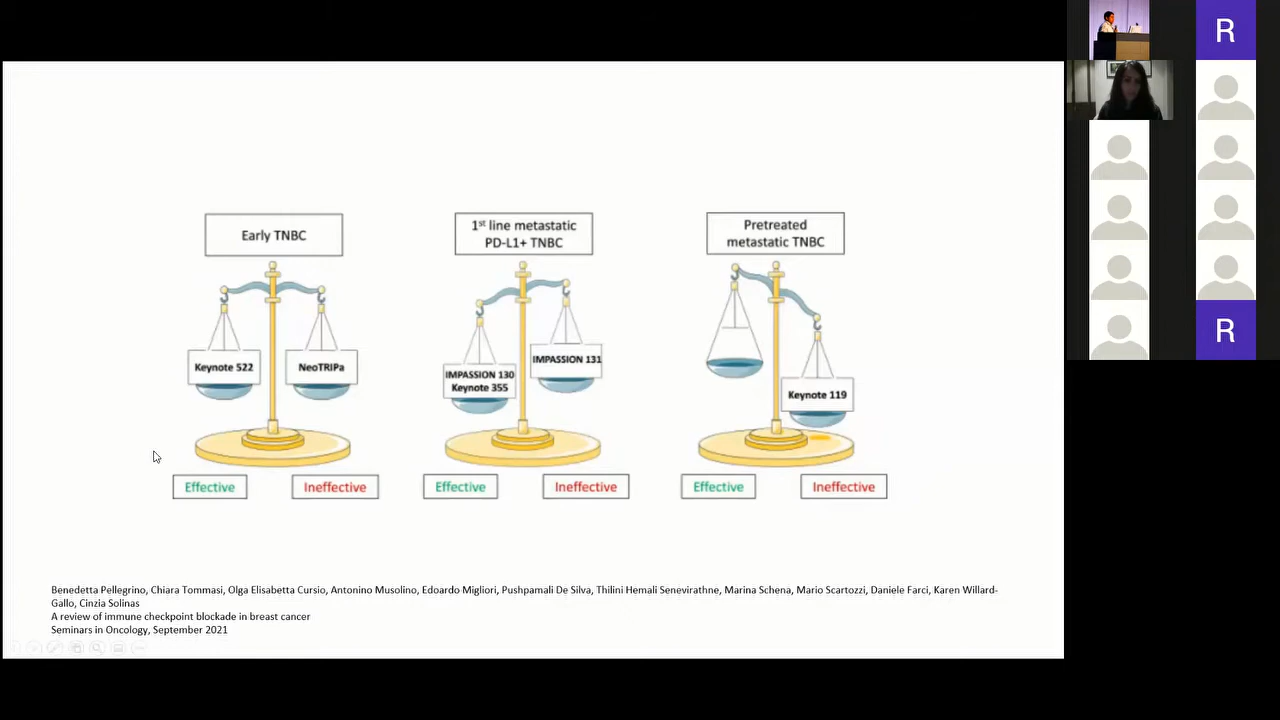 Early TNBC
Keynote 522
NeoTRIPa
Effective
Ineffective
1st line metastatic
PD-L1+ TNBC
IMPASSION 130
Keynote 355
IMPASSION 131
Effective
Ineffective
Pretreated
metastatic TNBC
Keynote 119
Effective
Ineffective
Benedetta Pellegrino, Chiara Tommasi, Olga Elisabetta Cursio, Antonino Musolino, Edoardo Migliori, Pushpamali De Silva, Thilini Hemali Senevirathne, Marina Schena, Mario Scartozzi, Daniele Farci, Karen Willard-
Gallo, Cinzia Solinas
A review of immune checkpoint blockade in breast cancer
Seminars in Oncology, September 2021
R
R